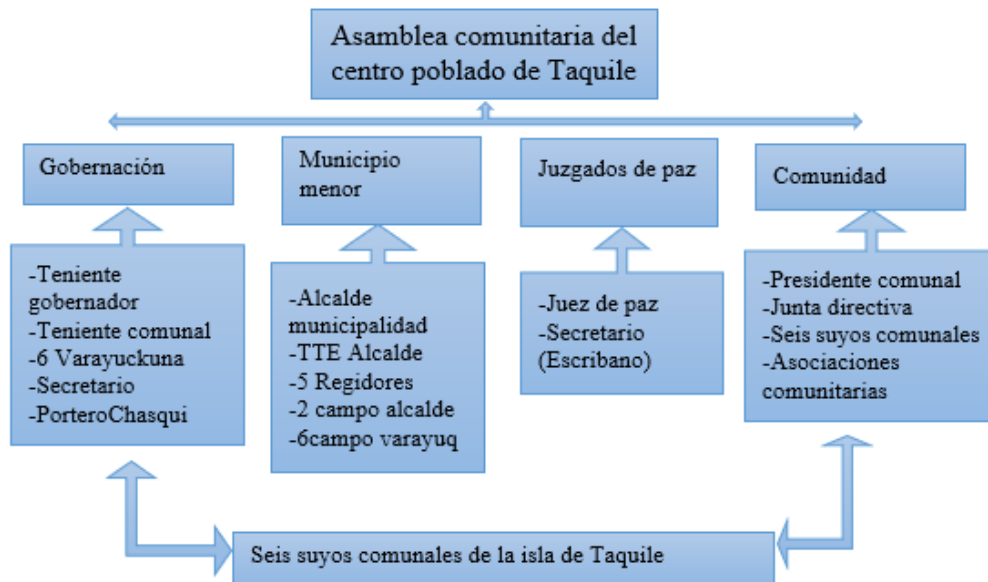 Asamblea comunitaria del
centro poblado de Taquile
Gobernación
Municipio
menor
Juzgados de paz
Comunidad
-Teniente
gobernador
-Teniente comunal
-6 Varayuckuna
-Secretario
-PorteroChasqui
-Alcalde
municipalidad
-TTE Alcalde
-5 Regidores
-2 campo alcalde
-6campo varayuq
-Juez de paz
-Secretario
(Escribano)
-Presidente comunal
-Junta directiva
-Seis suyos comunales
-Asociaciones
comunitarias
Seis suyos comunales de la isla de Taquile